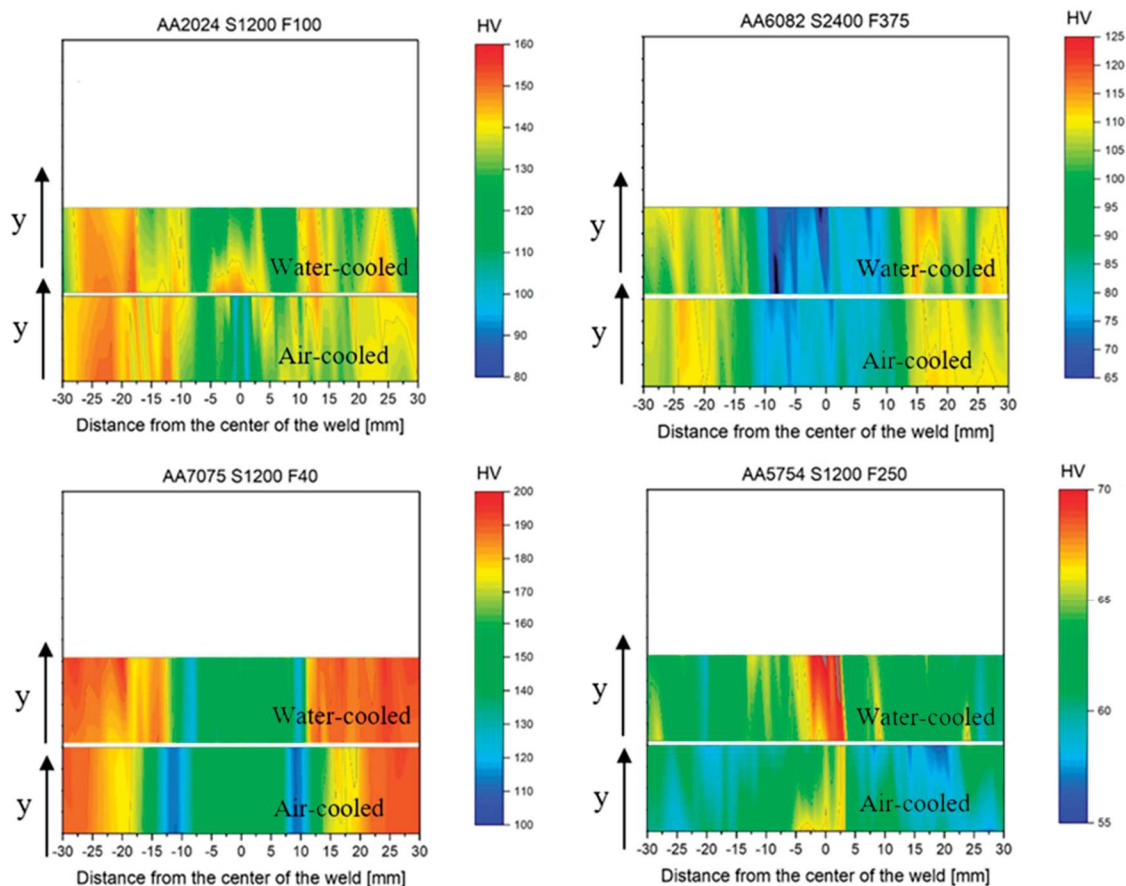 AA2024 S1200 F100
HV
160
150
140
130
120
110
100
90
80
y
Water-cooled
y
Air-cooled
-30 -25 -20 -15 -10 -5 0 5 10 15 20 25 30
Distance from the center of the weld [mm]
AA6082 S2400 F375
HV
125
120
115
110
105
100
95
90
85
80
75
70
65
y
Water-cooled
y
Air-cooled
-30 -25 -20 -15 -10 -5 0 5 10 15 20 25 30
Distance from the center of the weld [mm]
AA7075 S1200 F40
HV
200
190
180
170
160
150
140
130
120
110
100
y
Water-cooled
y
Air-cooled
-30 -25 -20 -15 -10 -5 0 5 10 15 20 25 30
Distance from the center of the weld [mm]
AA5754 S1200 F250
HV
70
65
60
55
y
Water-cooled
y
Air-cooled
-30 -25 -20 -15 -10 -5 0 5 10 15 20 25 30
Distance from the center of the weld [mm]